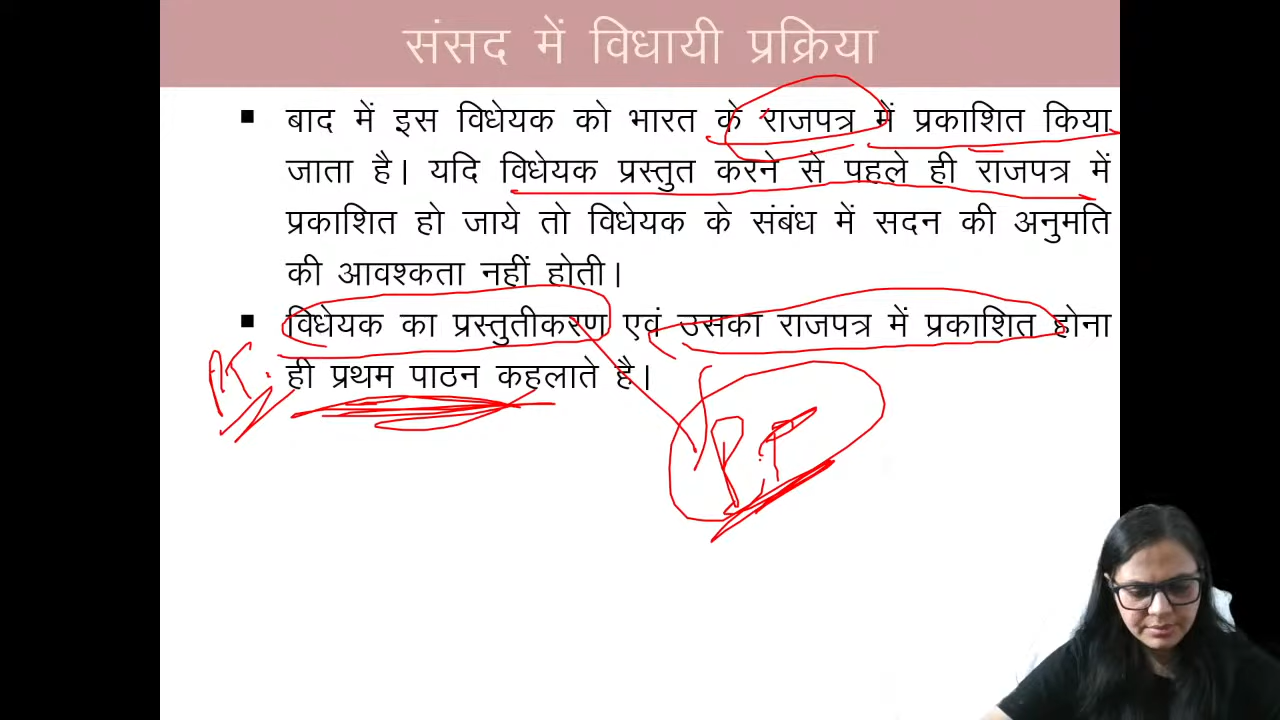 संसद में विधायी प्रक्रिया
▪ बाद में इस विधेयक को भारत के राजपत्र में प्रकाशित किया
जाता है। यदि विधेयक प्रस्तुत करने से पहले ही राजपत्र में
प्रकाशित हो जाये तो विधेयक के संबंध में सदन की अनुमति
की आवश्कता नहीं होती।
▪ विधेयक का प्रस्तुतीकरण एवं उसका राजपत्र में प्रकाशित होना
ही प्रथम पाठन कहलाते है।